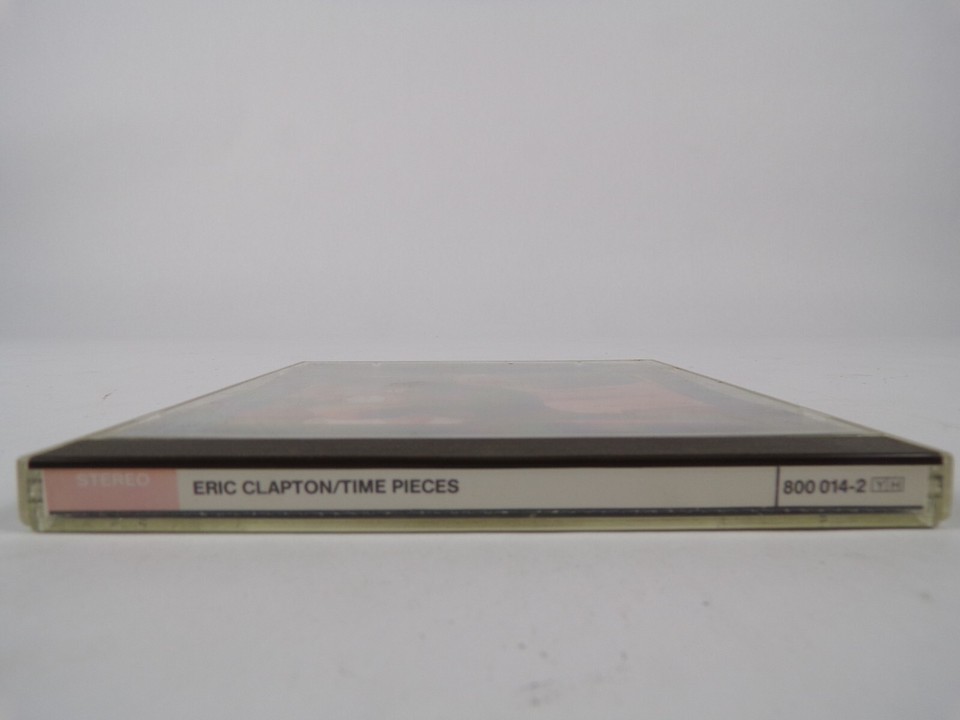 STEREO ERIC CLAPTON/TIME PIECES 800 014-2 Y H